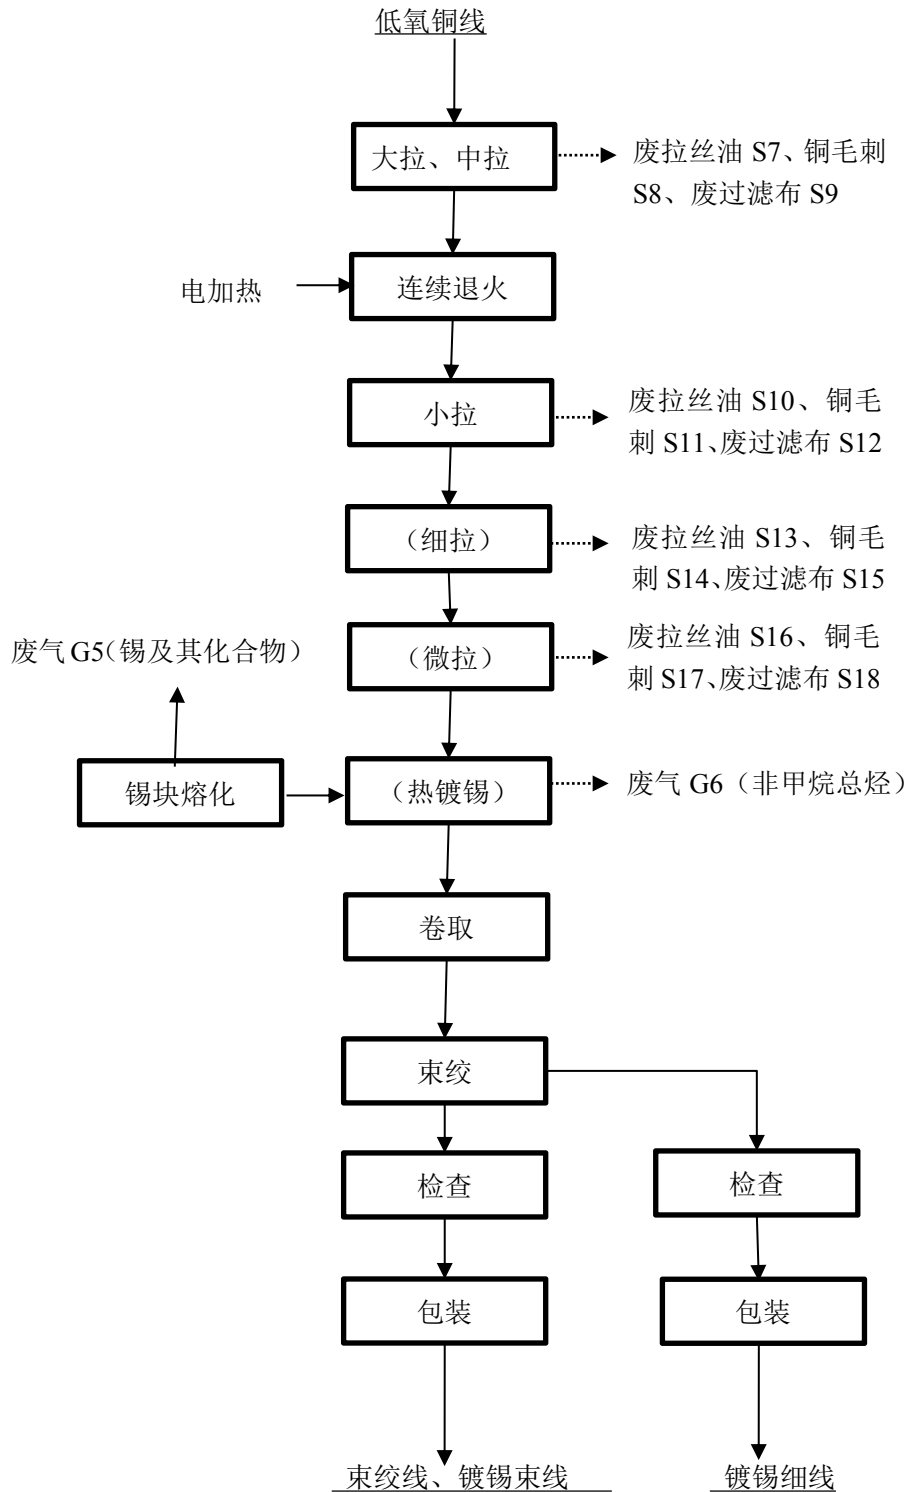 低氧铜线
大拉、中拉
废拉丝油 S7、铜毛刺
S8、废过滤布 S9
电加热
连续退火
小拉
废拉丝油 S10、铜毛
刺 S11、废过滤布 S12
（细拉）
废拉丝油 S13、铜毛
刺 S14、废过滤布 S15
废气 G5（锡及其化合物）
（微拉）
废拉丝油 S16、铜毛
刺 S17、废过滤布 S18
锡块熔化
（热镀锡）
废气 G6（非甲烷总烃）
卷取
束绞
检查
检查
包装
包装
束绞线、镀锡束线
镀锡细线